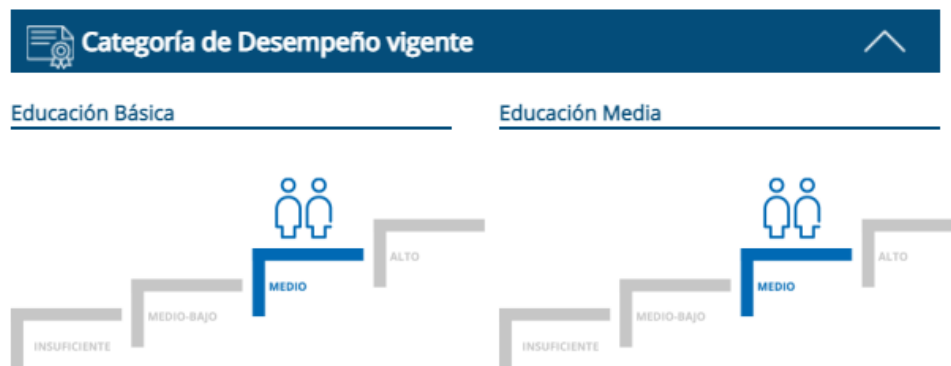 Categoría de Desempeño vigente
Educación Básica
ALTO
MEDIO
MEDIO-BAJO
INSUFICIENTE
Educación Media
ALTO
MEDIO
MEDIO-BAJO
INSUFICIENTE